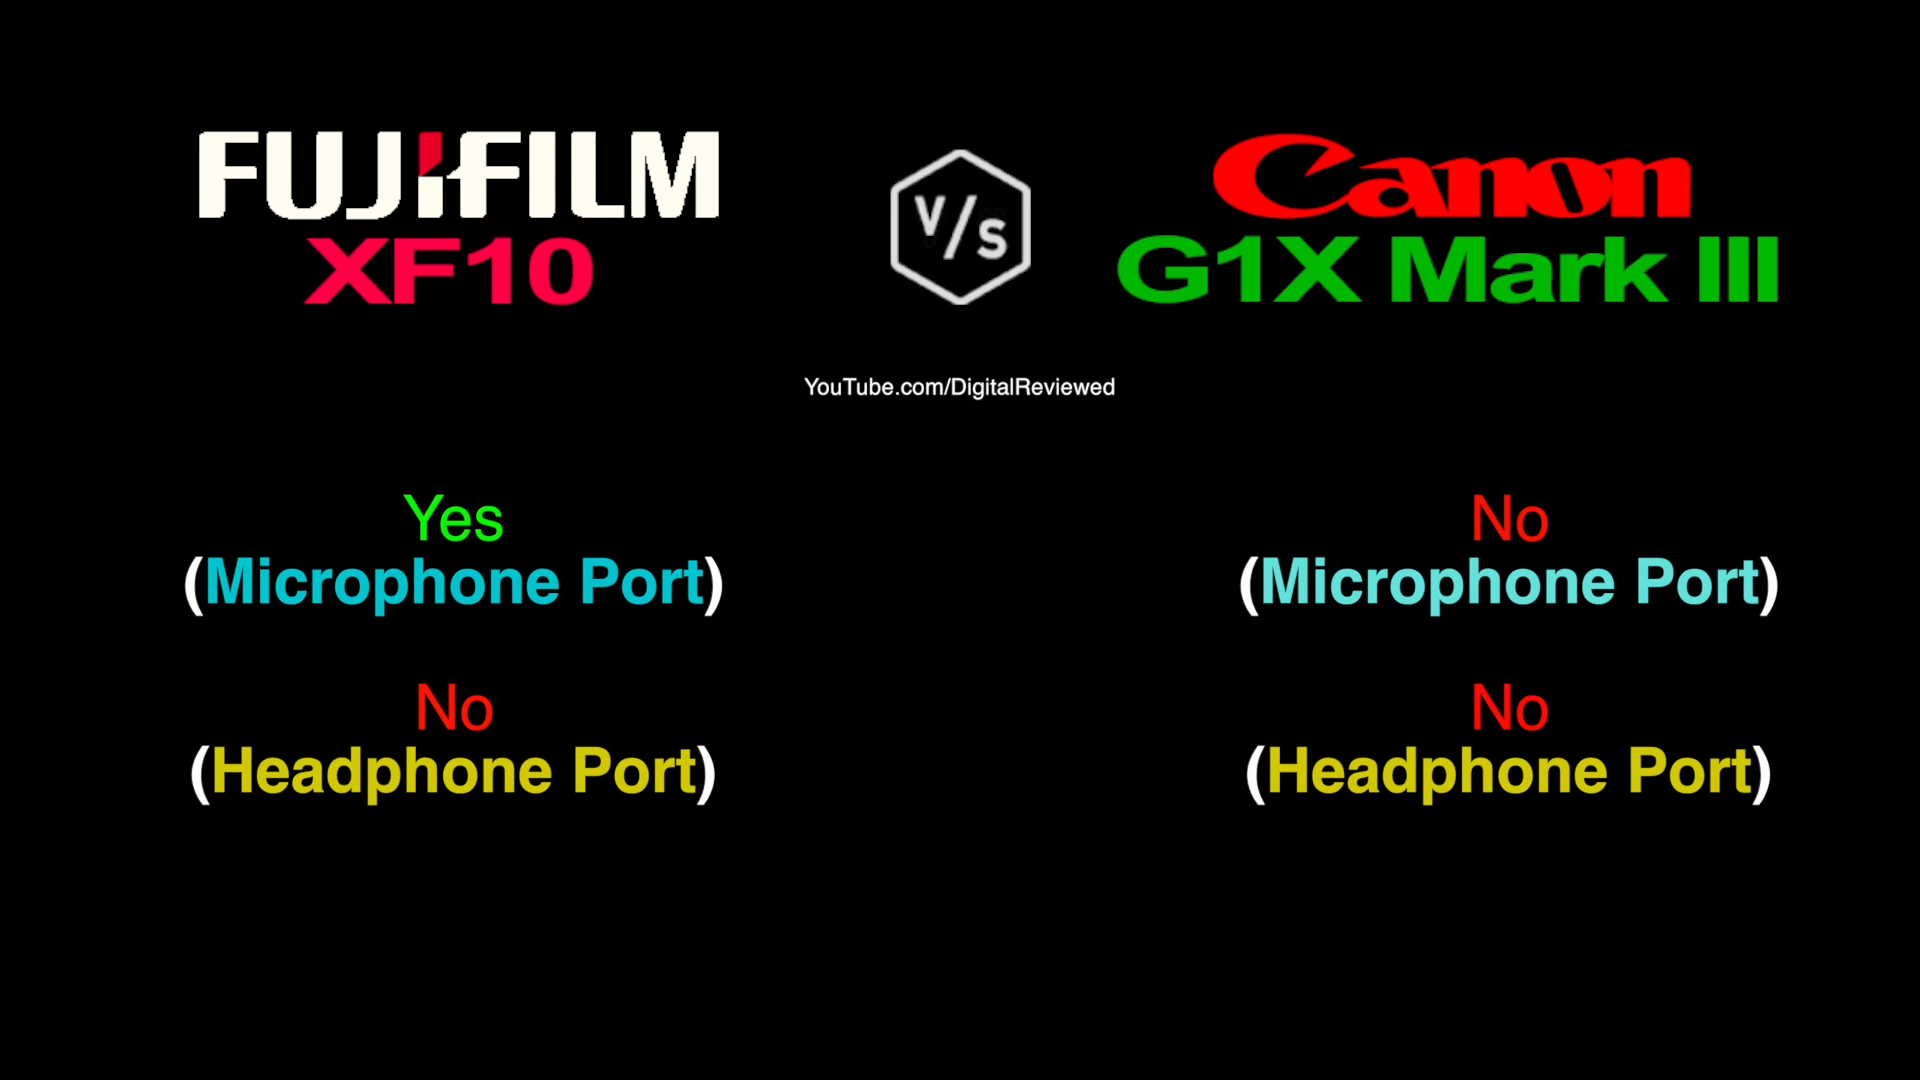 FUJIFILM
XF10
V/S
Canon
G1X Mark III
YouTube.com/DigitalReviewed
Yes
(Microphone Port)
No
(Microphone Port)
No
(Headphone Port)
No
(Headphone Port)